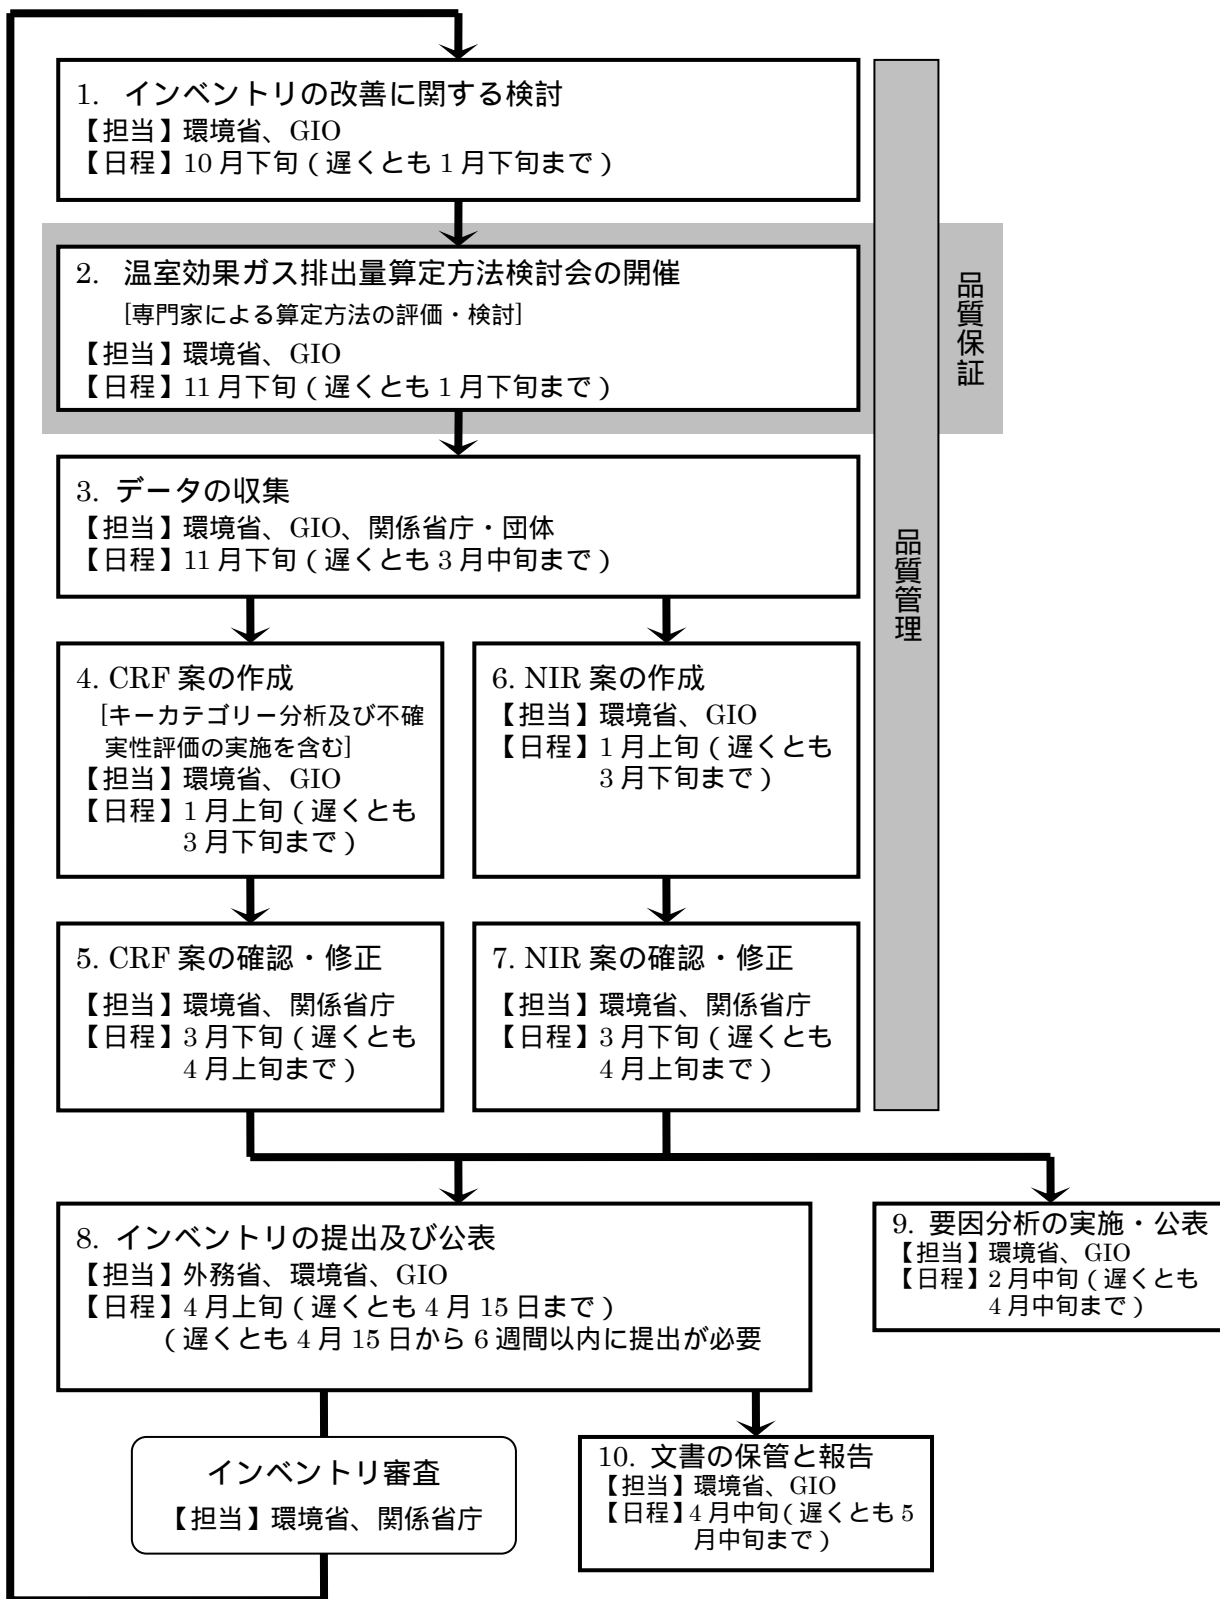 1. インベントリの改善に関する検討
【担当】環境省、GIO
【日程】10月下旬(遅くとも1月下旬まで)
2. 温室効果ガス排出量算定方法検討会の開催
[専門家による算定方法の評価・検討]
【担当】環境省、GIO
【日程】11月下旬(遅くとも1月下旬まで)
品質保証
3. データの収集
【担当】環境省、GIO、関係省庁・団体
【日程】11月下旬(遅くとも3月中旬まで)
品質管理
4. CRF 案の作成
[キーカテゴリー分析及び不確
実性評価の実施を含む]
【担当】環境省、GIO
【日程】1月上旬(遅くとも
3月下旬まで)
6. NIR 案の作成
【担当】環境省、GIO
【日程】1月上旬(遅くとも
3月下旬まで)
5. CRF 案の確認・修正
【担当】環境省、関係省庁
【日程】3月下旬(遅くとも
4月上旬まで)
7. NIR 案の確認・修正
【担当】環境省、関係省庁
【日程】3月下旬(遅くとも
4月上旬まで)
8. インベントリの提出及び公表
【担当】外務省、環境省、GIO
【日程】4月上旬(遅くとも4月15日まで)
(遅くとも4月15日から6週間以内に提出が必要
9. 要因分析の実施・公表
【担当】環境省、GIO
【日程】2月中旬(遅くとも
4月中旬まで)
インベントリ審査
【担当】環境省、関係省庁
10. 文書の保管と報告
【担当】環境省、GIO
【日程】4月中旬(遅くとも5
月中旬まで)